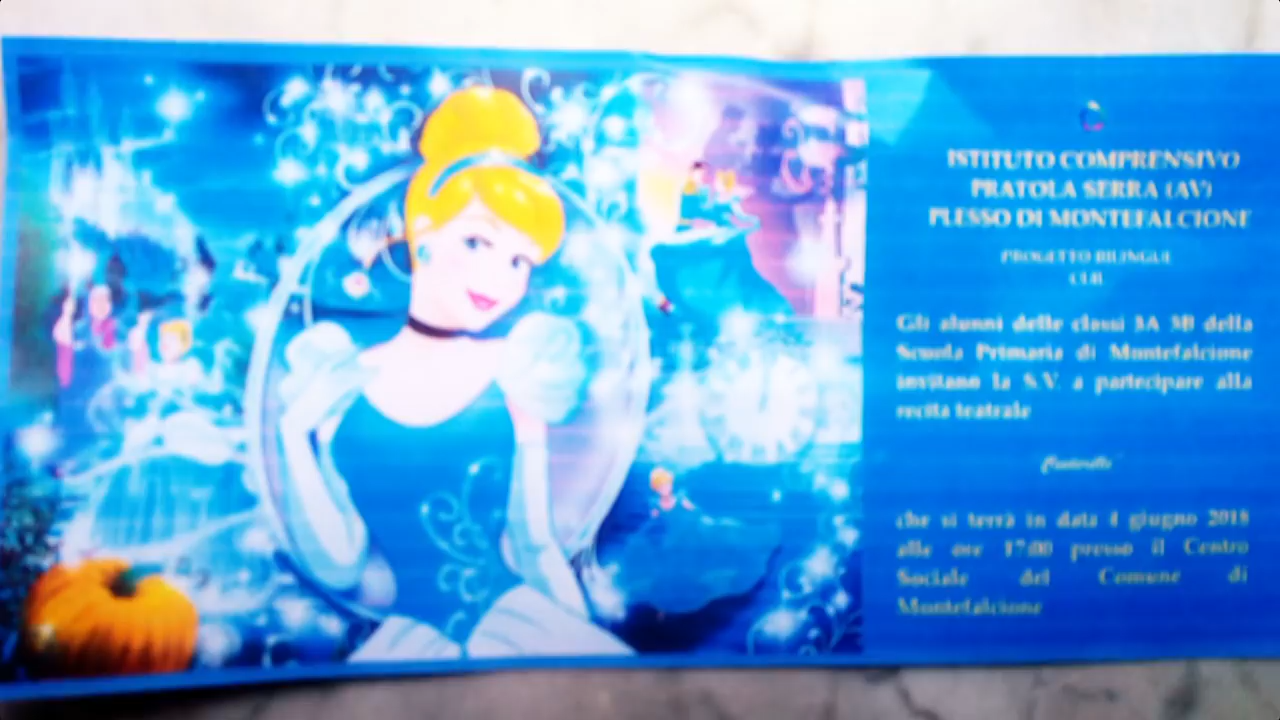 ISTITUTO COMPRENSIVO
PRATOLA SERRA (AV)
PLESSO DI MONTEFALCIONE
PROGETTO BILINGUE
Gli alunni delle classi 3A 3B della
Scuola Primaria di Montefalcione
invitano la S.V. a partecipare alla
recita teatrale
che si terrà in data 4 giugno 2018
alle ore 17:00 presso il Centro
Sociale del Comune di
Montefalcione